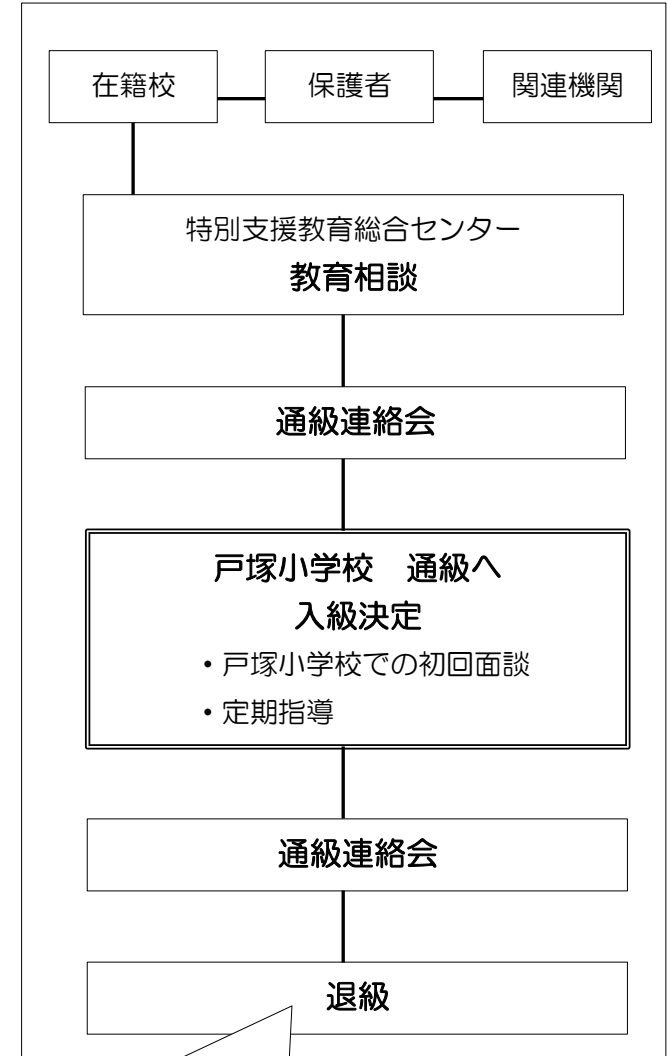 在籍校 保護者 関連機関
特別支援教育総合センター
教育相談
通級連絡会
戸塚小学校　通級へ
入級決定
・戸塚小学校での初回面談
・定期指導
通級連絡会
退級